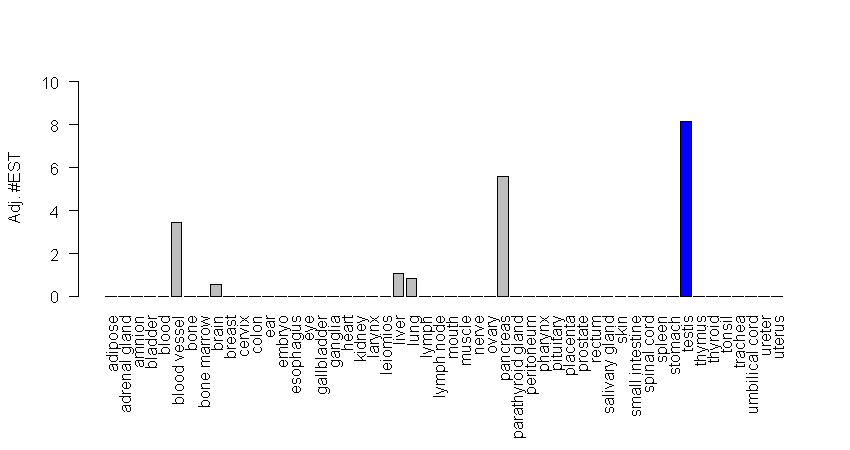 10
8
6
4
2
0
Adj. #EST
adipose
adrenal gland
amnion
bladder
blood
blood vessel
bone
bone marrow
brain
breast
cervix
colon
ear
embryo
esophagus
eye
gallbladder
ganglia
heart
kidney
larynx
leiomios
liver
lung
lymph
lymph node
mouth
muscle
nerve
ovary
pancreas
parathyroid gland
peritoneum
pharynx
pituitary
placenta
prostate
rectum
salivary gland
skin
small intestine
spinal cord
spleen
stomach
testis
thymus
thyroid
tonsil
trachea
umbilical cord
ureter
uterus